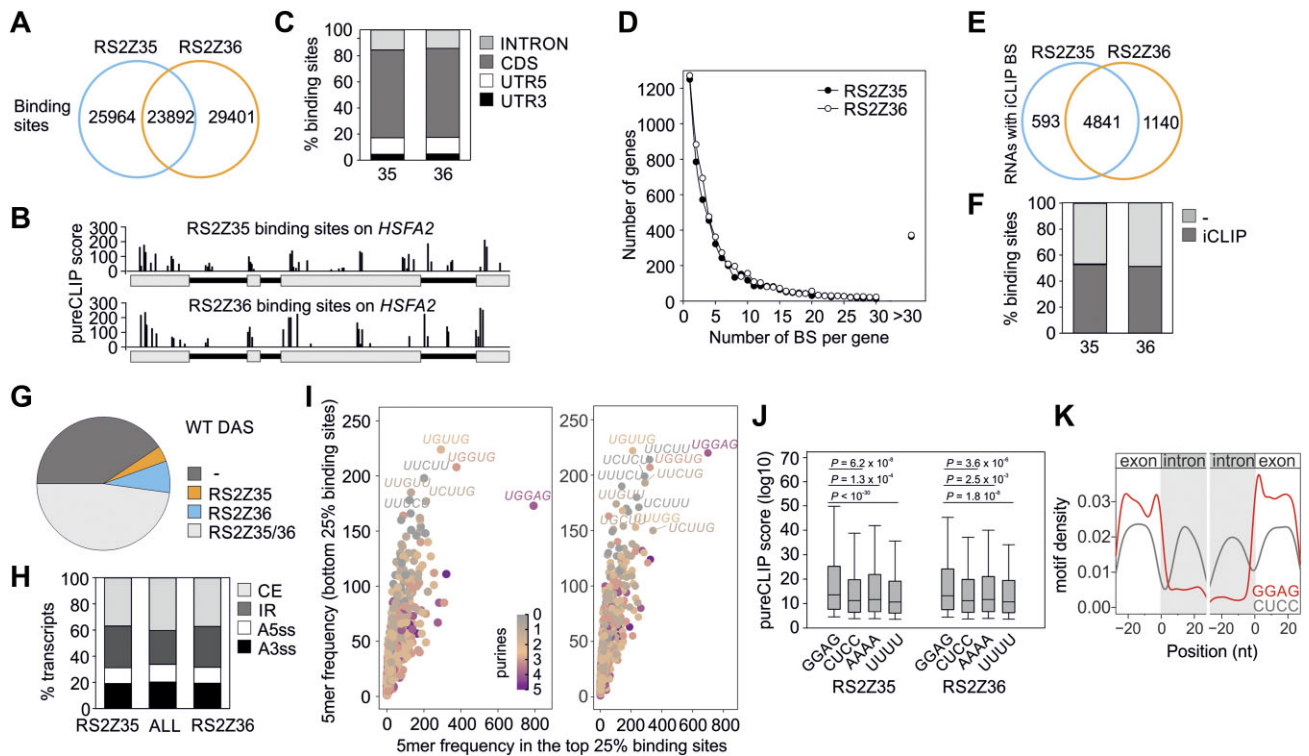 A
RS2Z35
RS2Z36
Binding
sites
25964
23892
29401
B
pureCLIP score
300
200
100
0
RS2Z35 binding sites on HSFA2
300
200
100
0
RS2Z36 binding sites on HSFA2
C
% binding sites
100
80
60
40
20
0
35
36
INTRON
CDS
UTR5
UTR3
D
Number of genes
1200
1000
800
600
400
200
0
RS2Z35
RS2Z36
0 5 10 15 20 25 30 >30
Number of BS per gene
E
RNAs with iCLIP BS
RS2Z35
RS2Z36
593
4841
1140
F
% binding sites
100
80
60
40
20
0
35
36
-
iCLIP
G
WT DAS
-
RS2Z35
RS2Z36
RS2Z35/36
H
% transcripts
100
80
60
40
20
0
RS2Z35
ALL
RS2Z36
CE
IR
A5ss
A3ss
I
5mer frequency (bottom 25% binding sites)
250
200
150
100
50
0
UGUUG
UGGUG
UUCUU
UUGUU
UCUUG
UUUCU
UGGAG
purines
0
1
2
3
4
5
0 200 400 600 800
250
200
150
100
50
0
UGUUG
UUCUU
UGGAG
UCUCU
UGGUG
UUUCU
UUCUG
UUGUU
UCUUU
UGCUU
UUUGG
UCUUG
0 200 400 600 800
5mer frequency in the top 25% binding sites
J
pureCLIP score (log10)
70
60
50
40
30
20
10
0
P = 6.2 x 10-8
P = 1.3 x 10-4
P < 10-30
P = 3.6 x 10-6
P = 2.5 x 10-3
P = 1.8 10-6
GGAG
CUCC
AAAA
UUUU
GGAG
CUCC
AAAA
UUUU
RS2Z35
RS2Z36
K
exon
intron
intron
exon
motif density
0.03
0.02
0.01
0.00
GGAG
CUCC
−20 0 20 −20 0 20
Position (nt)